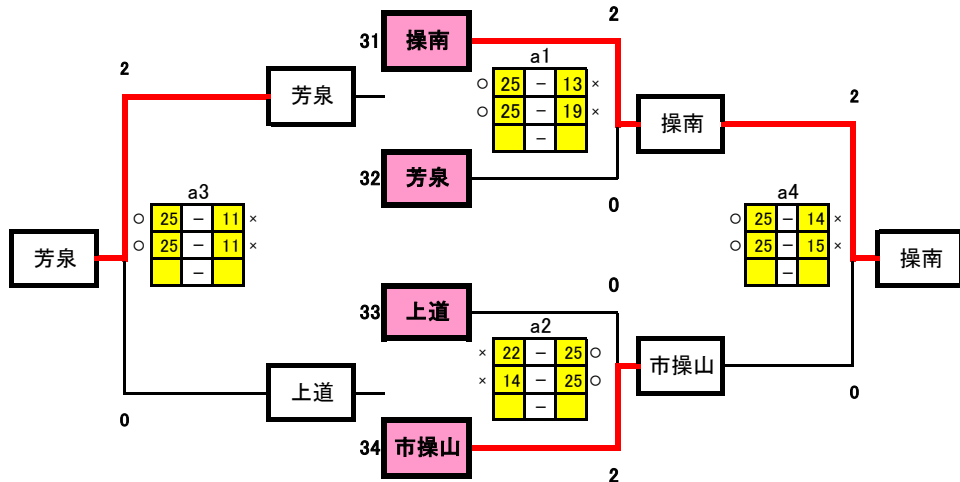 2
31
操南
2
a1
芳泉
○ 25 － 13 ×
○ 25 － 19 ×
－
操南
2
32
芳泉
0
a3
○ 25 － 11 ×
○ 25 － 11 ×
－
芳泉
a4
○ 25 － 14 ×
○ 25 － 15 ×
－
操南
0
33
上道
a2
× 22 － 25 ○
× 14 － 25 ○
－
市操山
上道
0
0
34
市操山
2